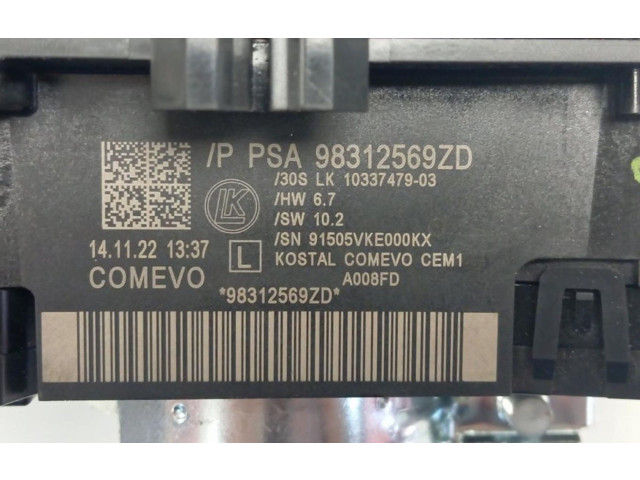 /P PSA 98312569ZD
/30S LK 10337479-03
/HW 6.7
LK
/SW 10.2
/SN 91505VKE000KX
14.11.22 13:37
L
KOSTAL COMEVO CEM1
COMEVO
A008FD
*98312569ZD*